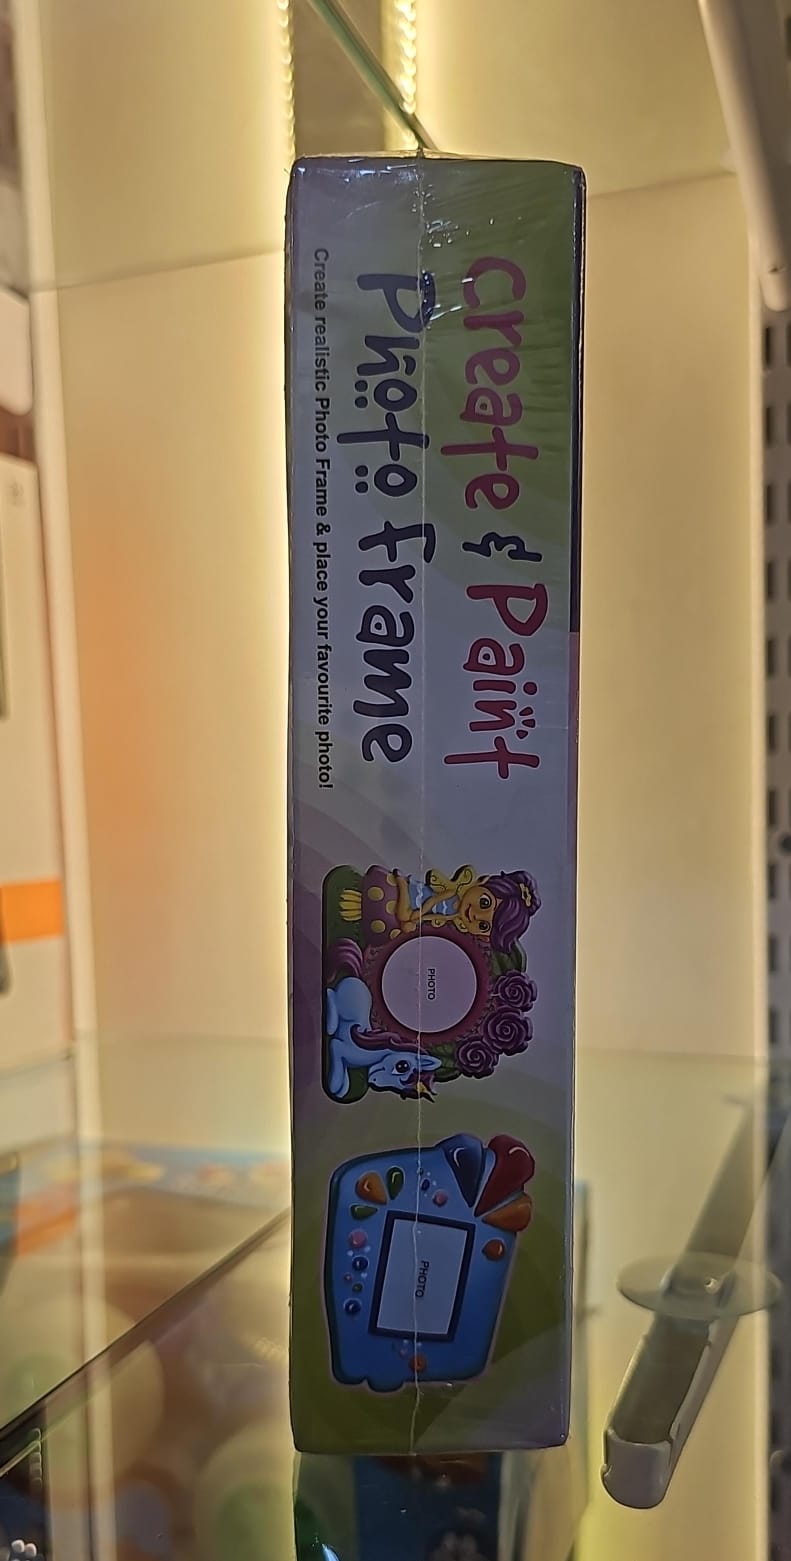 Create & Paint
Photo Frame
Create realistic Photo Frame & place your favourite photo!
PHOTO
PHOTO